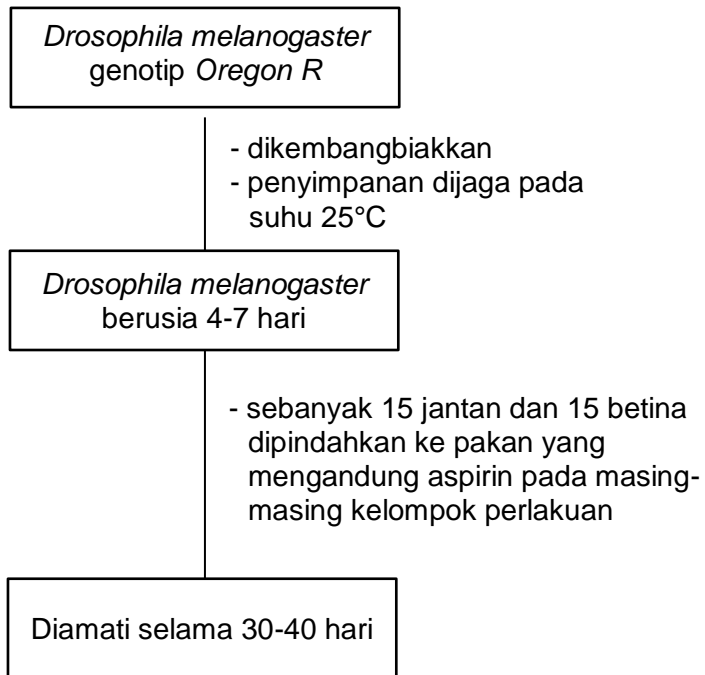 Drosophila melanogaster
genotip Oregon R
- dikembangbiakkan
- penyimpanan dijaga pada
suhu 25°C
Drosophila melanogaster
berusia 4-7 hari
- sebanyak 15 jantan dan 15 betina
dipindahkan ke pakan yang
mengandung aspirin pada masing-
masing kelompok perlakuan
Diamati selama 30-40 hari